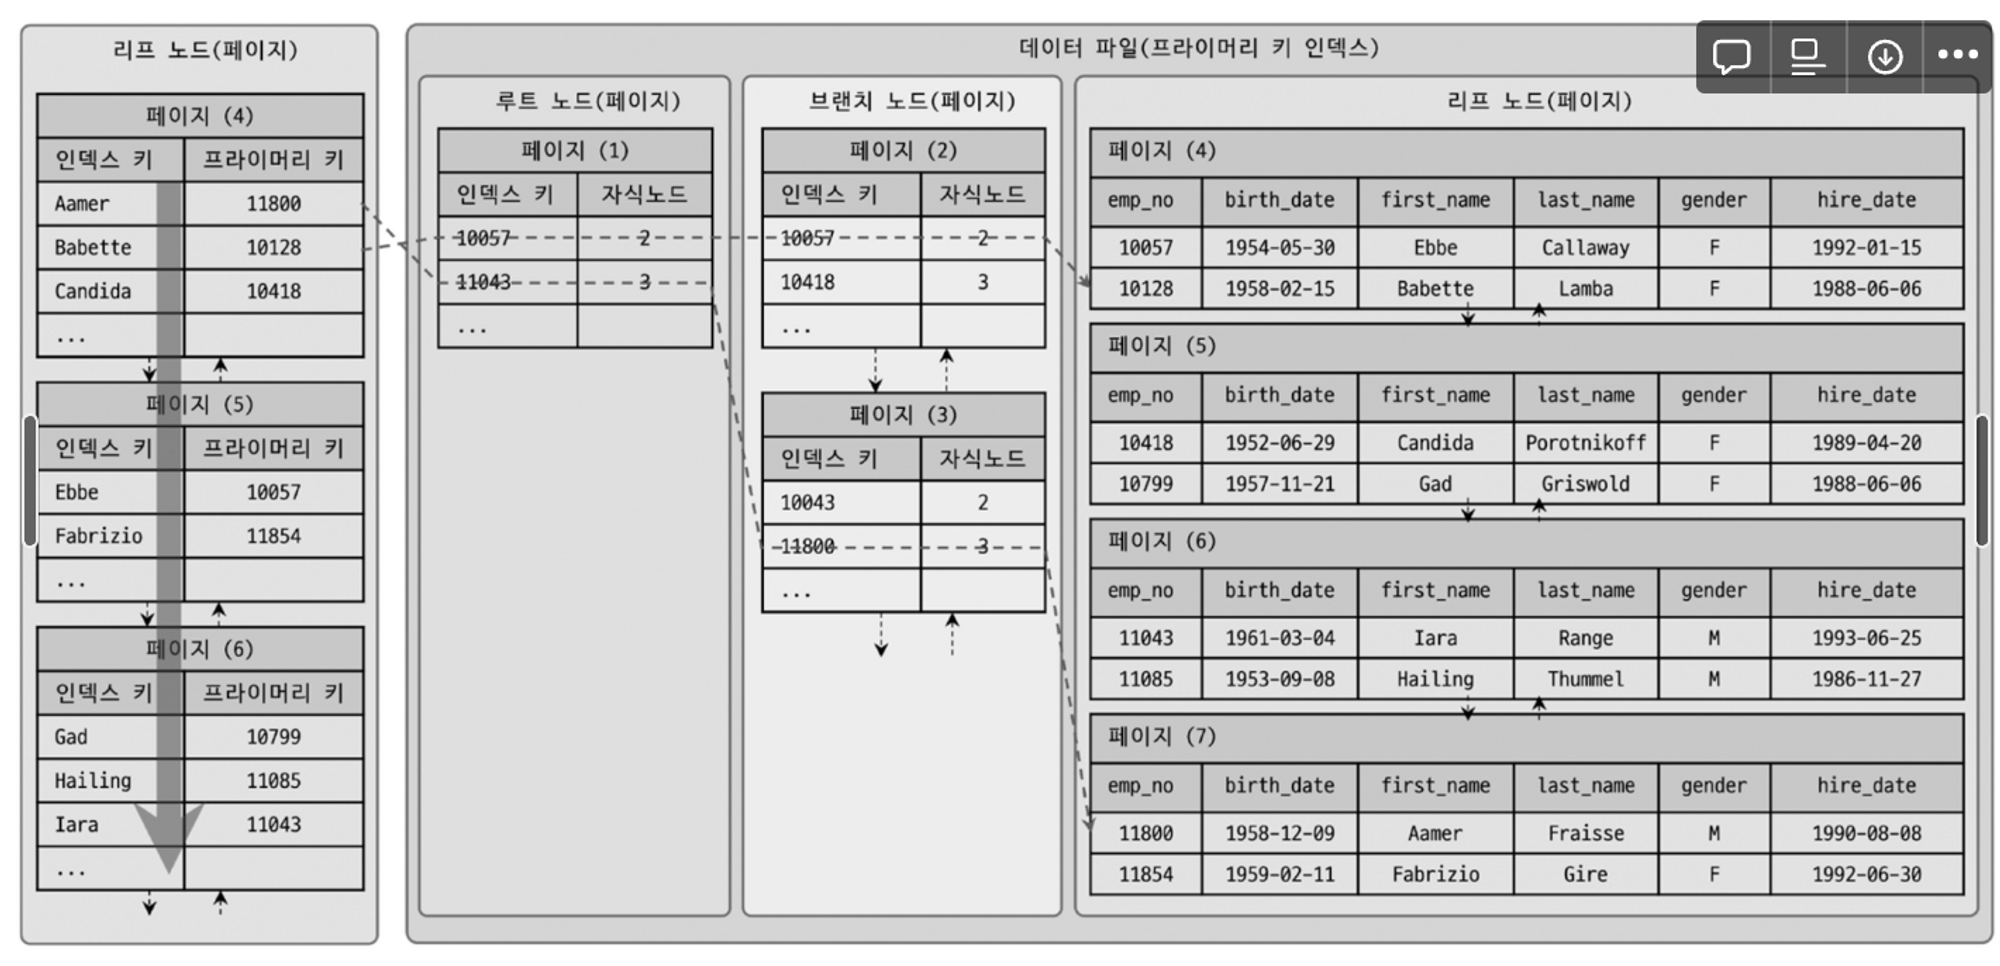 리프 노드(페이지)
페이지 (4)
인덱스 키 프라이머리 키
Aamer 11800
Babette 10128
Candida 10418
...
페이지 (5)
인덱스 키 프라이머리 키
Ebbe 10057
Fabrizio 11854
...
페이지 (6)
인덱스 키 프라이머리 키
Gad 10799
Hailing 11085
Iara 11043
...
데이터 파일(프라이머리 키 인덱스)
루트 노드(페이지)
페이지 (1)
인덱스 키 자식노드
10057 2
11043 3
...
브랜치 노드(페이지)
페이지 (2)
인덱스 키 자식노드
10057 2
10418 3
...
페이지 (3)
인덱스 키 자식노드
10043 2
11800 3
...
리프 노드(페이지)
페이지 (4)
emp_no birth_date first_name last_name gender hire_date
10057 1954-05-30 Ebbe Callaway F 1992-01-15
10128 1958-02-15 Babette Lamba F 1988-06-06
페이지 (5)
emp_no birth_date first_name last_name gender hire_date
10418 1952-06-29 Candida Porotnikoff F 1989-04-20
10799 1957-11-21 Gad Griswold F 1988-06-06
페이지 (6)
emp_no birth_date first_name last_name gender hire_date
11043 1961-03-04 Iara Range M 1993-06-25
11085 1953-09-08 Hailing Thummel M 1986-11-27
페이지 (7)
emp_no birth_date first_name last_name gender hire_date
11800 1958-12-09 Aamer Fraisse M 1990-08-08
11854 1959-02-11 Fabrizio Gire F 1992-06-30